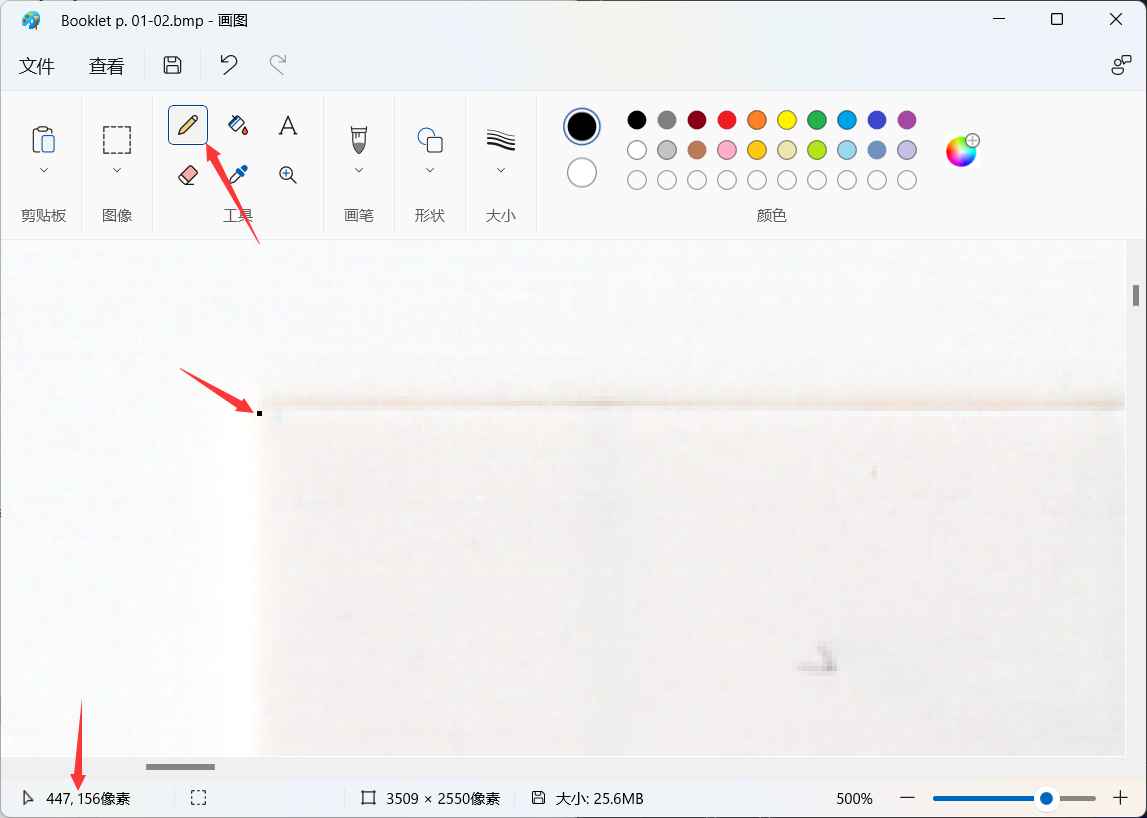 Booklet p. 01-02.bmp - 画图
文件 查看
剪贴板 图像 工具 画笔 形状 大小 颜色
447, 156像素 3509 × 2550像素 大小: 25.6MB 500%